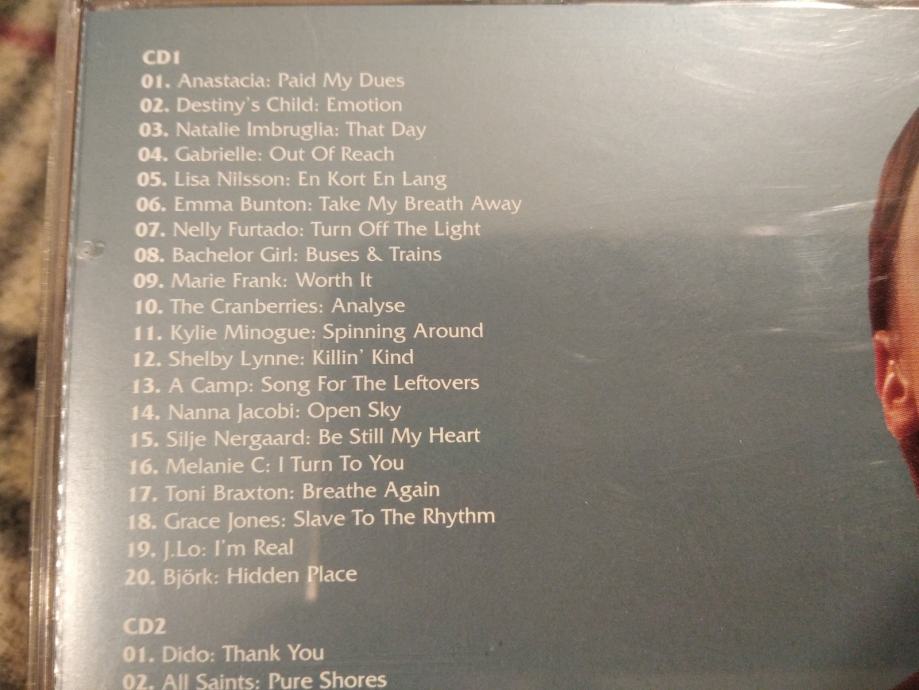 CD1
01. Anastacia: Paid My Dues
02. Destiny's Child: Emotion
03. Natalie Imbruglia: That Day
04. Gabrielle: Out Of Reach
05. Lisa Nilsson: En Kort En Lang
06. Emma Bunton: Take My Breath Away
07. Nelly Furtado: Turn Off The Light
08. Bachelor Girl: Buses & Trains
09. Marie Frank: Worth It
10. The Cranberries: Analyse
11. Kylie Minogue: Spinning Around
12. Shelby Lynne: Killin' Kind
13. A Camp: Song For The Leftovers
14. Nanna Jacobi: Open Sky
15. Silje Nergaard: Be Still My Heart
16. Melanie C: I Turn To You
17. Toni Braxton: Breathe Again
18. Grace Jones: Slave To The Rhythm
19. J.Lo: I'm Real
20. Björk: Hidden Place
CD2
01. Dido: Thank You
02. All Saints: Pure Shores